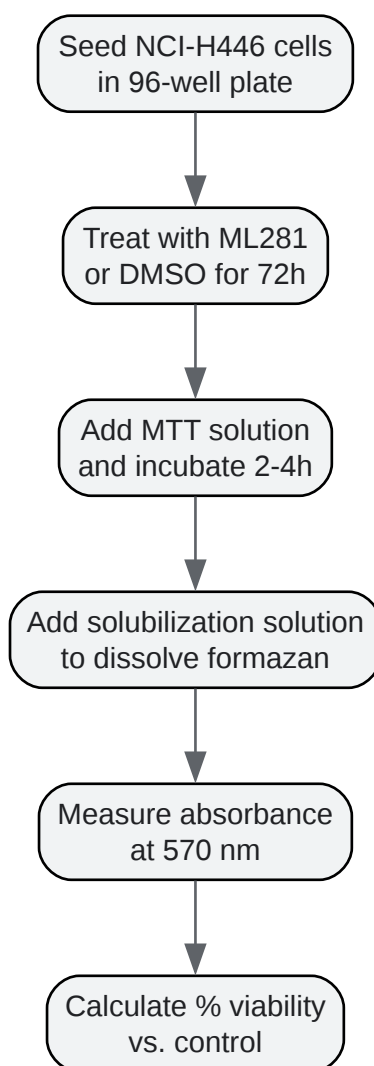 Seed NCI-H446 cells
in 96-well plate
Treat with ML281
or DMSO for 72h
Add MTT solution
and incubate 2-4h
Add solubilization solution
to dissolve formazan
Measure absorbance
at 570 nm
Calculate % viability
vs. control